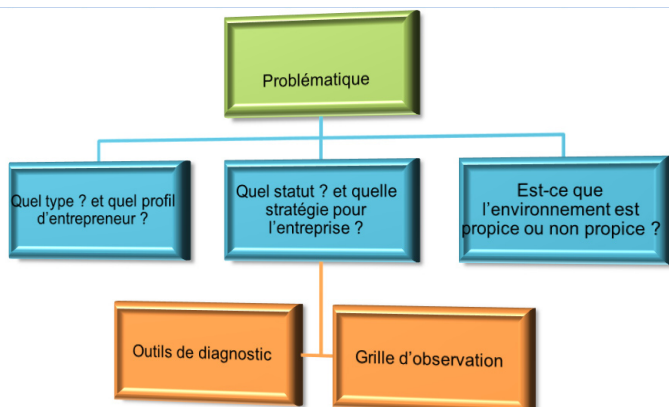 Problématique
Quel type ? et quel profil
d’entrepreneur ?
Quel statut ? et quelle
stratégie pour
l’entreprise ?
Est-ce que
l’environnement est
propice ou non propice ?
Outils de diagnostic
Grille d’observation